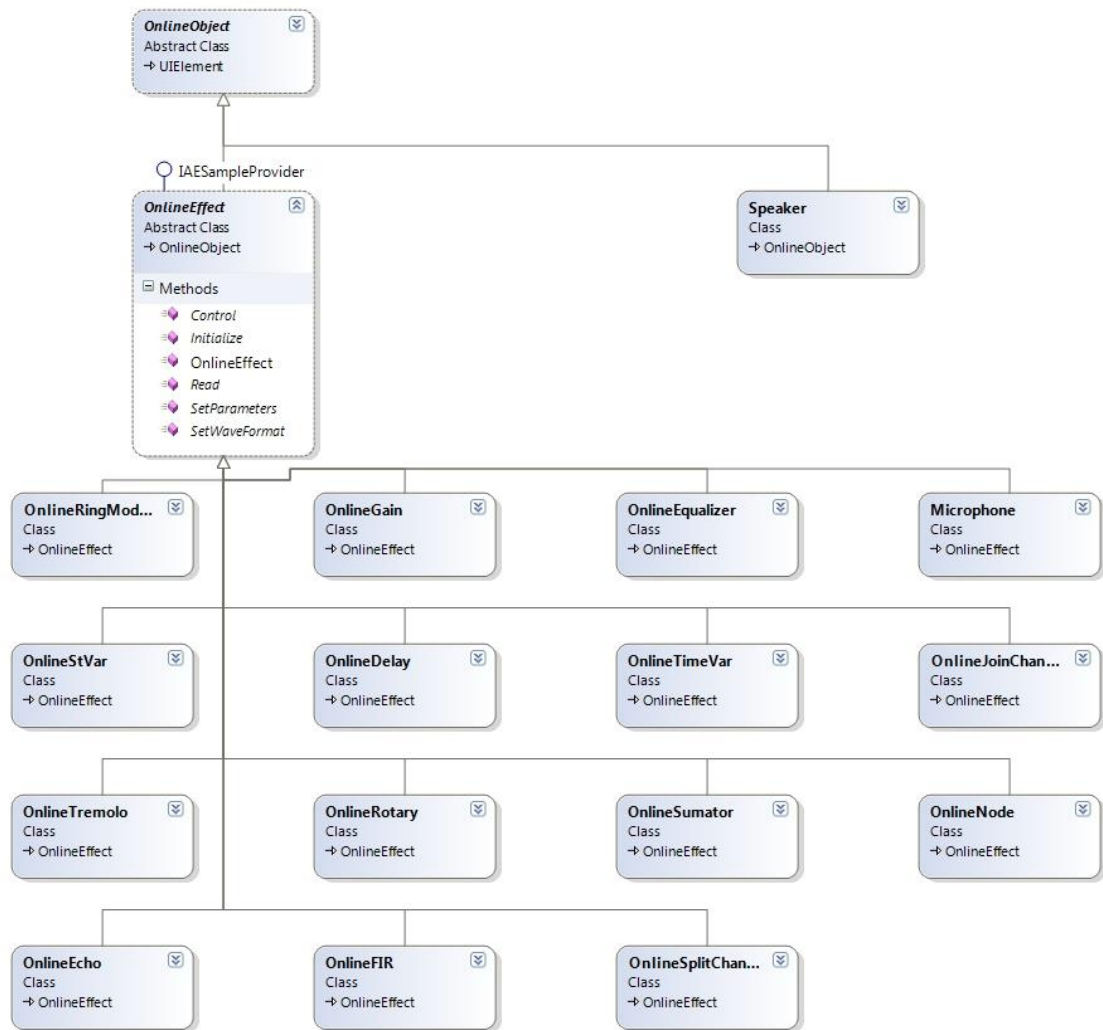 OnlineObject
Abstract Class
UIElement
IAESampleProvider
OnlineEffect
Abstract Class
OnlineObject
Methods
Control
Initialize
OnlineEffect
Read
SetParameters
SetWaveFormat
Speaker
Class
OnlineObject
OnlineRingMod...
Class
OnlineEffect
OnlineGain
Class
OnlineEffect
OnlineEqualizer
Class
OnlineEffect
Microphone
Class
OnlineEffect
OnlineStVar
Class
OnlineEffect
OnlineDelay
Class
OnlineEffect
OnlineTimeVar
Class
OnlineEffect
OnlineJoinChan...
Class
OnlineEffect
OnlineTremolo
Class
OnlineEffect
OnlineRotary
Class
OnlineEffect
OnlineSumator
Class
OnlineEffect
OnlineNode
Class
OnlineEffect
OnlineEcho
Class
OnlineEffect
OnlineFIR
Class
OnlineEffect
OnlineSplitChan...
Class
OnlineEffect